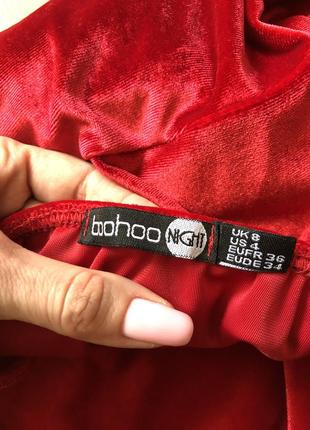 boohoo NIGHT
UK 8
US 4
EUFR 36
EUDE 34